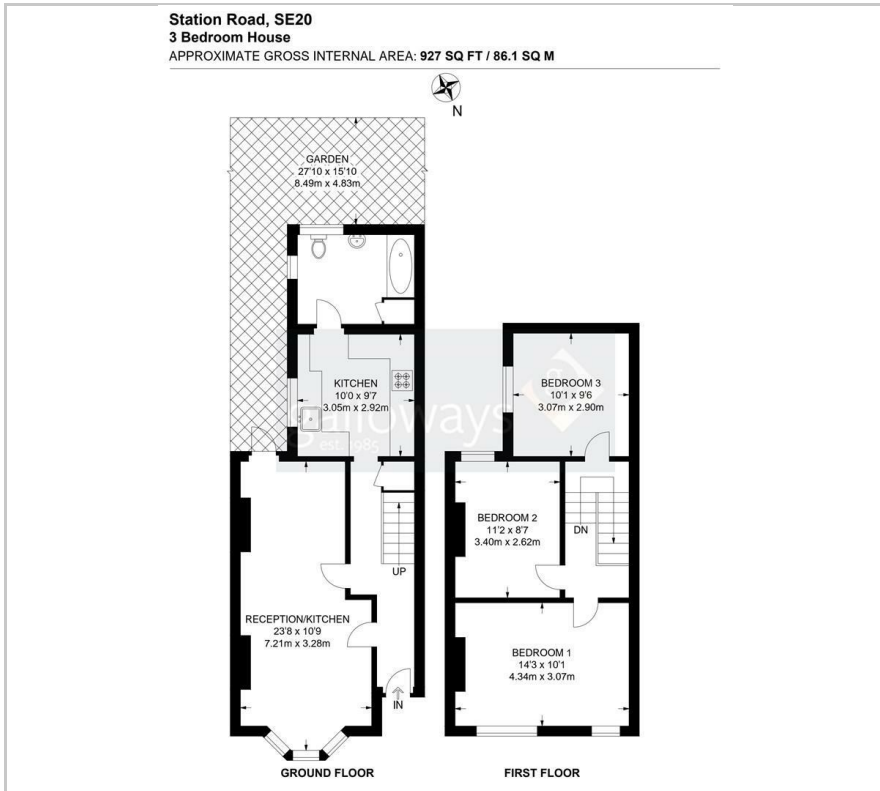 Station Road, SE20
3 Bedroom House
APPROXIMATE GROSS INTERNAL AREA: 927 SQ FT / 86.1 SQ M
N
GARDEN
27'10 x 15'10
8.49m x 4.83m
KITCHEN
10'0 x 9'7
3.05m x 2.92m
BEDROOM 3
10'1 x 9'6
3.07m x 2.90m
g
galloways
est. 1985
BEDROOM 2
11'2 x 8'7
3.40m x 2.62m
DN
UP
RECEPTION/KITCHEN
23'8 x 10'9
7.21m x 3.28m
BEDROOM 1
14'3 x 10'1
4.34m x 3.07m
IN
GROUND FLOOR
FIRST FLOOR